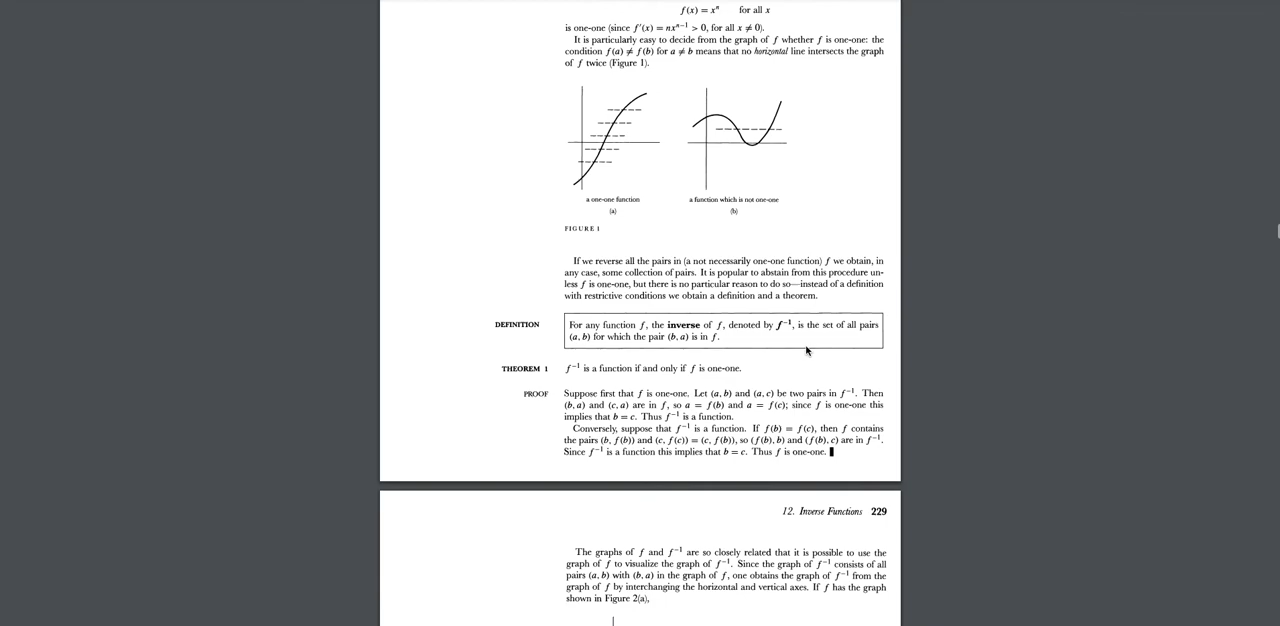 f(x) = xⁿ for all x
is one-one (since f′(x) = nxⁿ⁻¹ > 0, for all x ≠ 0).
It is particularly easy to decide from the graph of f whether f is one-one: the
condition f(a) ≠ f(b) for a ≠ b means that no horizontal line intersects the graph
of f twice (Figure 1).
a one-one function
(a)
a function which is not one-one
(b)
FIGURE 1
If we reverse all the pairs in (a not necessarily one-one function) f we obtain, in
any case, some collection of pairs. It is popular to abstain from this procedure un-
less f is one-one, but there is no particular reason to do so—instead of a definition
with restrictive conditions we obtain a definition and a theorem.
DEFINITION
For any function f, the inverse of f, denoted by f⁻¹, is the set of all pairs
(a, b) for which the pair (b, a) is in f.
THEOREM 1 f⁻¹ is a function if and only if f is one-one.
PROOF Suppose first that f is one-one. Let (a, b) and (a, c) be two pairs in f⁻¹. Then
(b, a) and (c, a) are in f, so a = f(b) and a = f(c); since f is one-one this
implies that b = c. Thus f⁻¹ is a function.
Conversely, suppose that f⁻¹ is a function. If f(b) = f(c), then f contains
the pairs (b, f(b)) and (c, f(c)) = (c, f(b)), so (f(b), b) and (f(b), c) are in f⁻¹.
Since f⁻¹ is a function this implies that b = c. Thus f is one-one. ▮
12. Inverse Functions 229
The graphs of f and f⁻¹ are so closely related that it is possible to use the
graph of f to visualize the graph of f⁻¹. Since the graph of f⁻¹ consists of all
pairs (a, b) with (b, a) in the graph of f, one obtains the graph of f⁻¹ from the
graph of f by interchanging the horizontal and vertical axes. If f has the graph
shown in Figure 2(a),